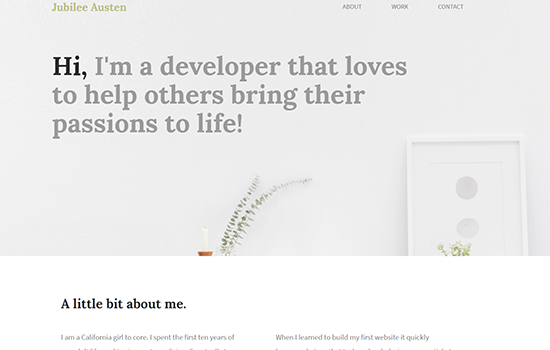 Jubilee Austen
ABOUT WORK CONTACT
Hi, I'm a developer that loves
to help others bring their
passions to life!
A little bit about me.
I am a California girl to core. I spent the first ten years of
When I learned to build my first website it quickly